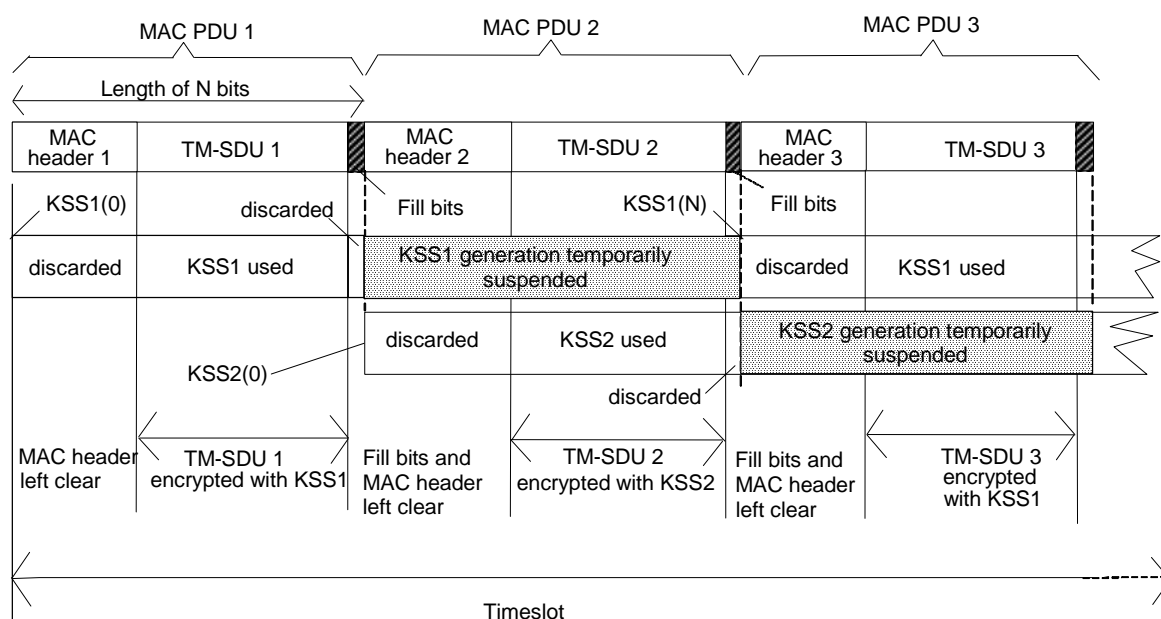 MAC PDU 1
MAC PDU 2
MAC PDU 3
Length of N bits
MAC
header 1
TM-SDU 1
MAC
header 2
TM-SDU 2
MAC
header 3
TM-SDU 3
KSS1(0)
discarded
Fill bits
KSS1(N)
Fill bits
discarded
KSS1 used
KSS1 generation temporarily
suspended
discarded
KSS1 used
KSS2(0)
discarded
KSS2 used
KSS2 generation temporarily
suspended
discarded
MAC header
left clear
TM-SDU 1
encrypted with KSS1
Fill bits and
MAC header
left clear
TM-SDU 2
encrypted with KSS2
Fill bits and
MAC header
left clear
TM-SDU 3
encrypted
with KSS1
Timeslot